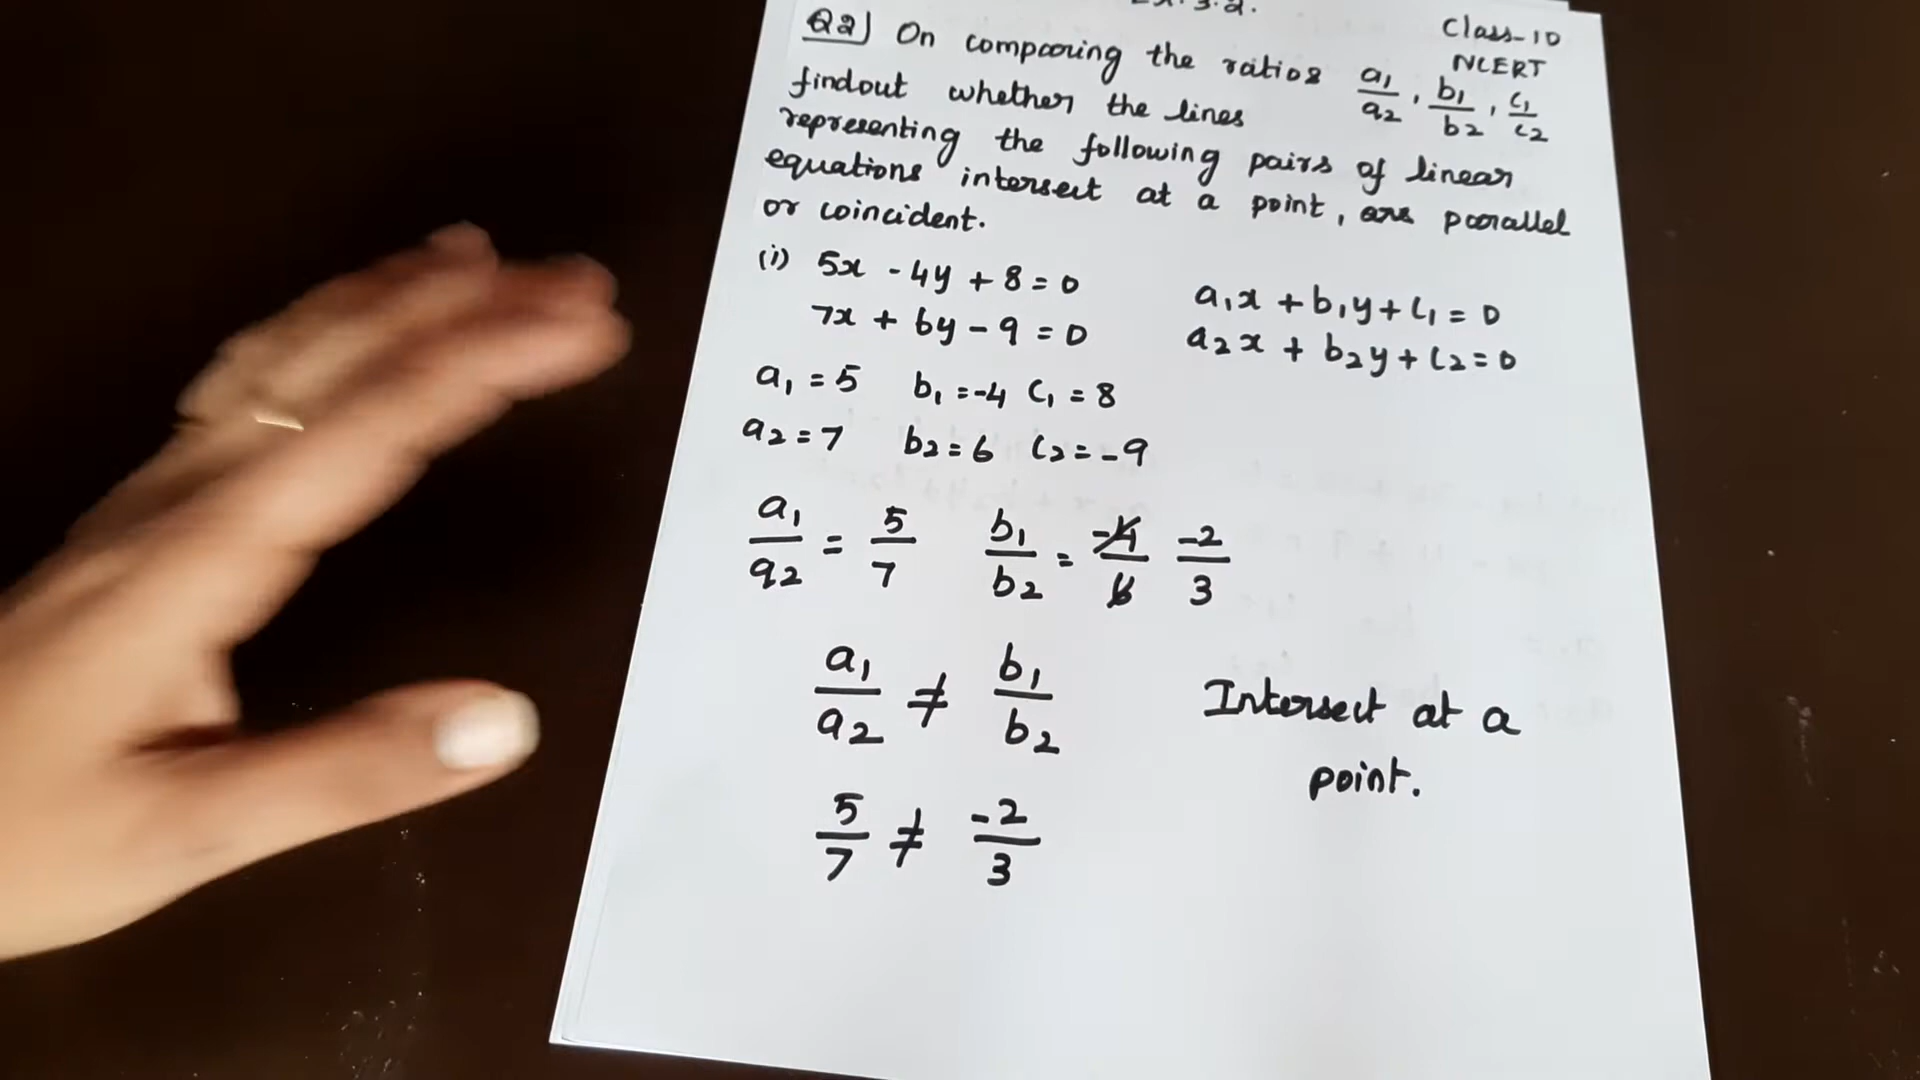 Ex. 3.2.
Class-10
NCERT
Q2) On comparing the ratios a₁/a₂, b₁/b₂, c₁/c₂
findout whether the lines
representing the following pairs of linear
equations intersect at a point, are parallel
or coincident.
(i) 5x - 4y + 8 = 0
7x + 6y - 9 = 0
a₁x + b₁y + c₁ = 0
a₂x + b₂y + c₂ = 0
a₁ = 5 b₁ = -4 c₁ = 8
a₂ = 7 b₂ = 6 c₂ = -9
a₁/a₂ = 5/7 b₁/b₂ = -4/6 -2/3
a₁/a₂ ≠ b₁/b₂
Intersect at a
point.
5/7 ≠ -2/3